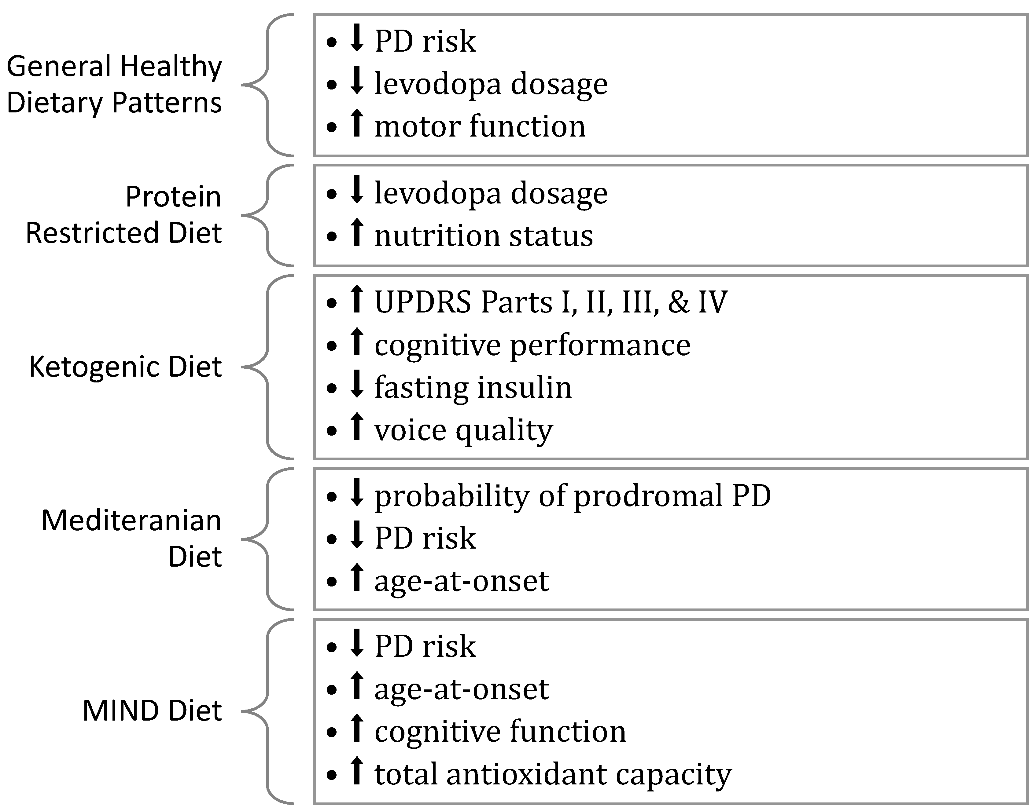 General Healthy
Dietary Patterns
• ⬇ PD risk
• ⬇ levodopa dosage
• ⬆ motor function
Protein
Restricted Diet
• ⬇ levodopa dosage
• ⬆ nutrition status
Ketogenic Diet
• ⬆ UPDRS Parts I, II, III, & IV
• ⬆ cognitive performance
• ⬇ fasting insulin
• ⬆ voice quality
Mediteranian
Diet
• ⬇ probability of prodromal PD
• ⬇ PD risk
• ⬆ age-at-onset
MIND Diet
• ⬇ PD risk
• ⬆ age-at-onset
• ⬆ cognitive function
• ⬆ total antioxidant capacity